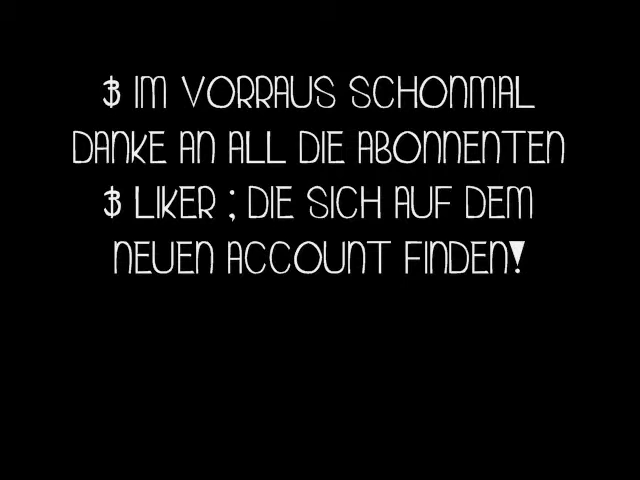 & IM VORRAUS SCHONMAL
DANKE AN ALL DIE ABONNENTEN
& LIKER ; DIE SICH AUF DEM
NEUEN ACCOUNT FINDEN!